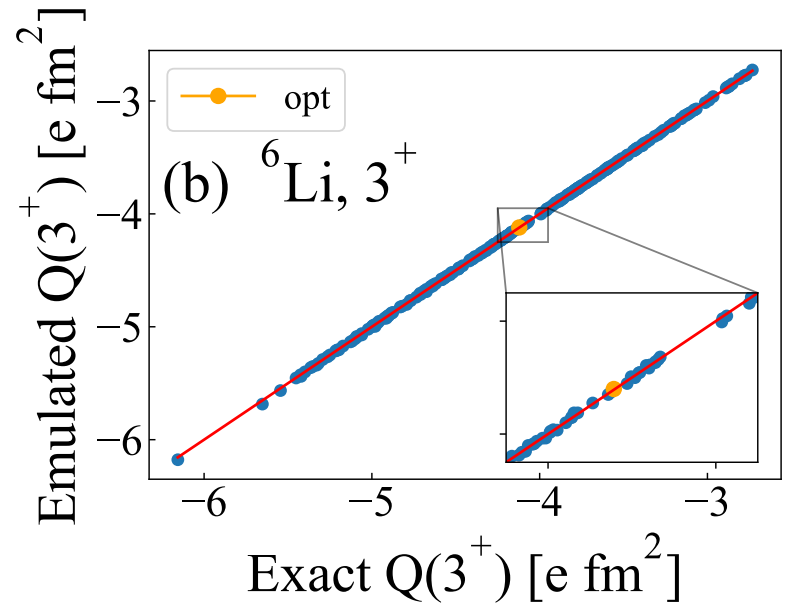 Emulated Q(3⁺) [e fm²]
−3
−4
−5
−6
opt
(b) ⁶Li, 3⁺
−6 −5 −4 −3
Exact Q(3⁺) [e fm²]